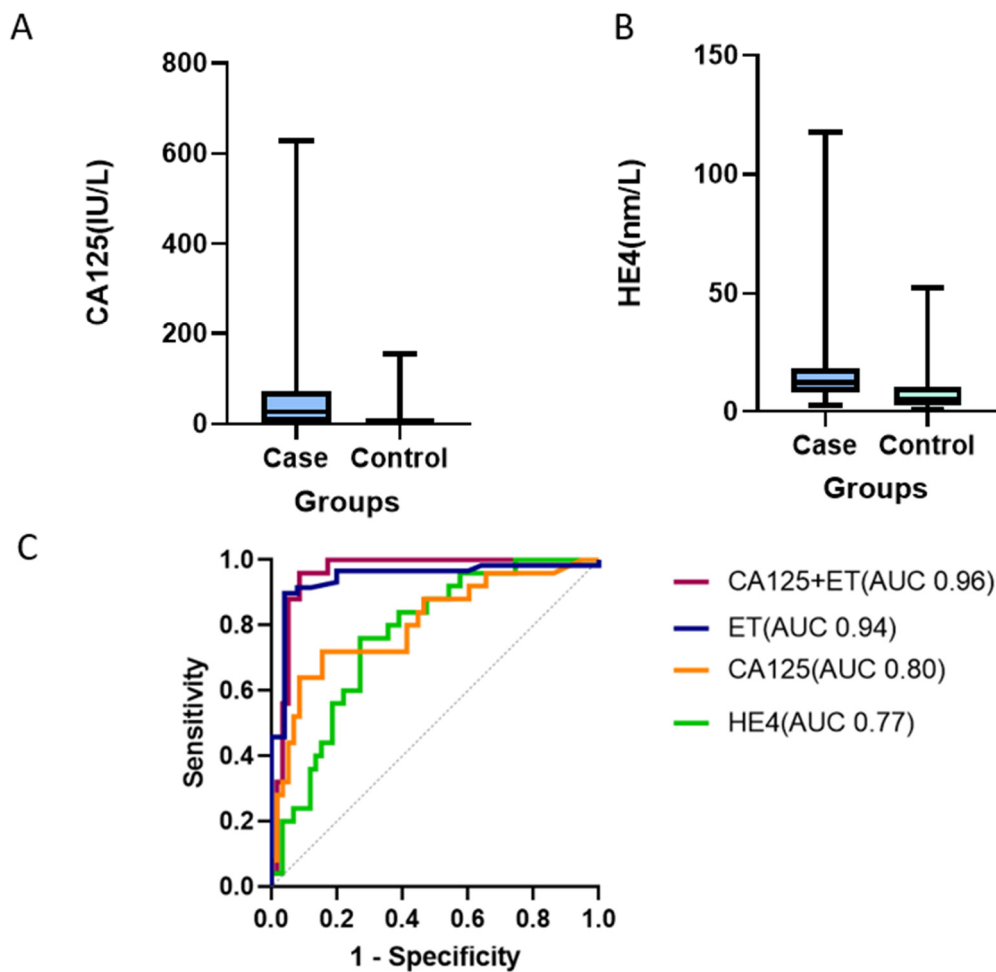 A
800
600
400
200
0
CA125(IU/L)
Case Control
Groups
B
150
100
50
0
HE4(nm/L)
Case Control
Groups
C
1.0
0.8
0.6
0.4
0.2
0.0
Sensitivity
0.0 0.2 0.4 0.6 0.8 1.0
1 - Specificity
CA125+ET(AUC 0.96)
ET(AUC 0.94)
CA125(AUC 0.80)
HE4(AUC 0.77)